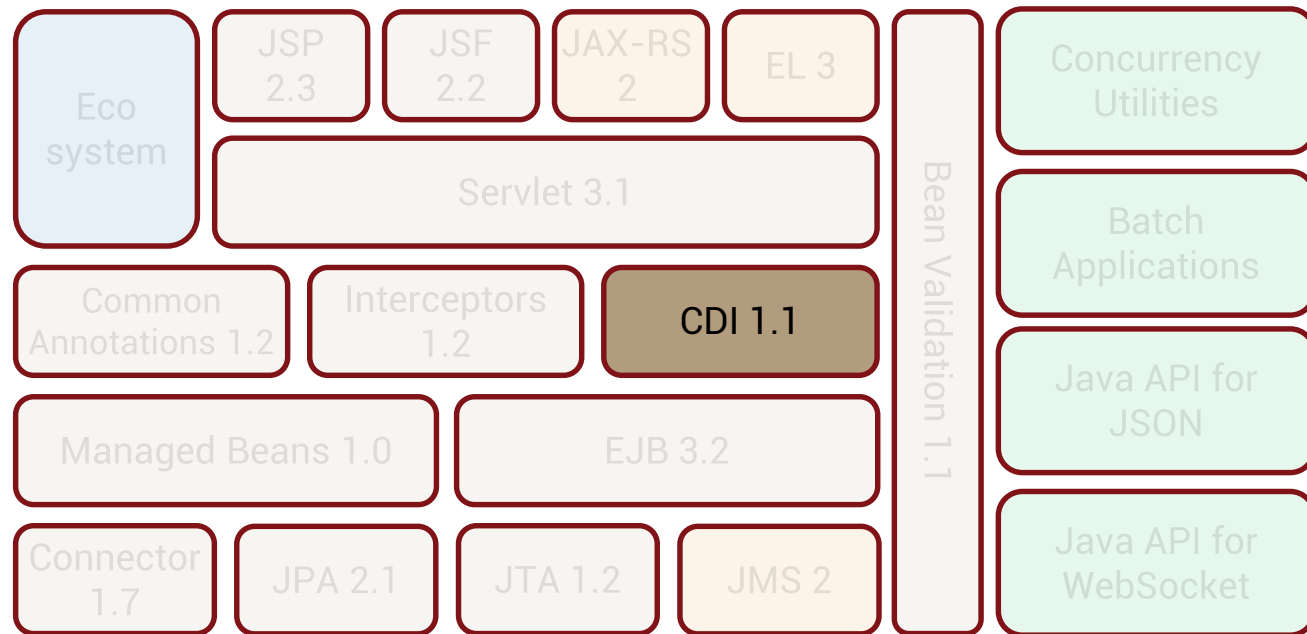 Eco
system
JSP
2.3
JSF
2.2
JAX-RS
2
EL 3
Servlet 3.1
Common
Annotations 1.2
Interceptors
1.2
CDI 1.1
Managed Beans 1.0
EJB 3.2
Connector
1.7
JPA 2.1
JTA 1.2
JMS 2
Bean Validation 1.1
Concurrency
Utilities
Batch
Applications
Java API for
JSON
Java API for
WebSocket